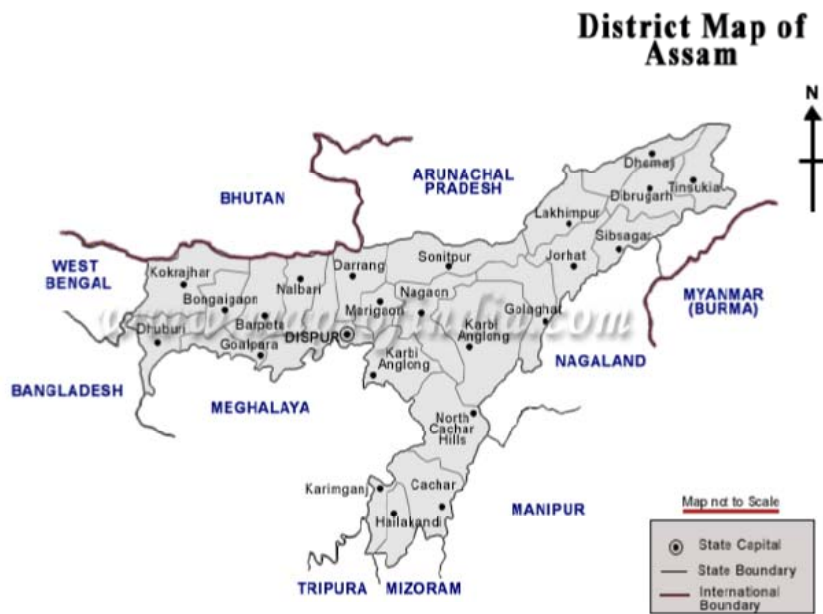 District Map of
Assam
N
ARUNACHAL
PRADESH
BHUTAN
WEST
BENGAL
BANGLADESH
MEGHALAYA
TRIPURA
MIZORAM
MANIPUR
NAGALAND
MYANMAR
(BURMA)
Dhemaji
Tinsukia
Dibrugarh
Lakhimpur
Sibsagar
Jorhat
Sonitpur
Darrang
Kokrajhar
Nalbari
Bongaigaon
Nagaon
Marigaon
Barpeta
Golaghat
Dhuburi
Goalpara
DISPUR
Karbi
Anglong
Karbi
Anglong
North
Cachar
Hills
Karimganj
Cachar
Hailakandi
Map not to Scale
State Capital
State Boundary
International
Boundary